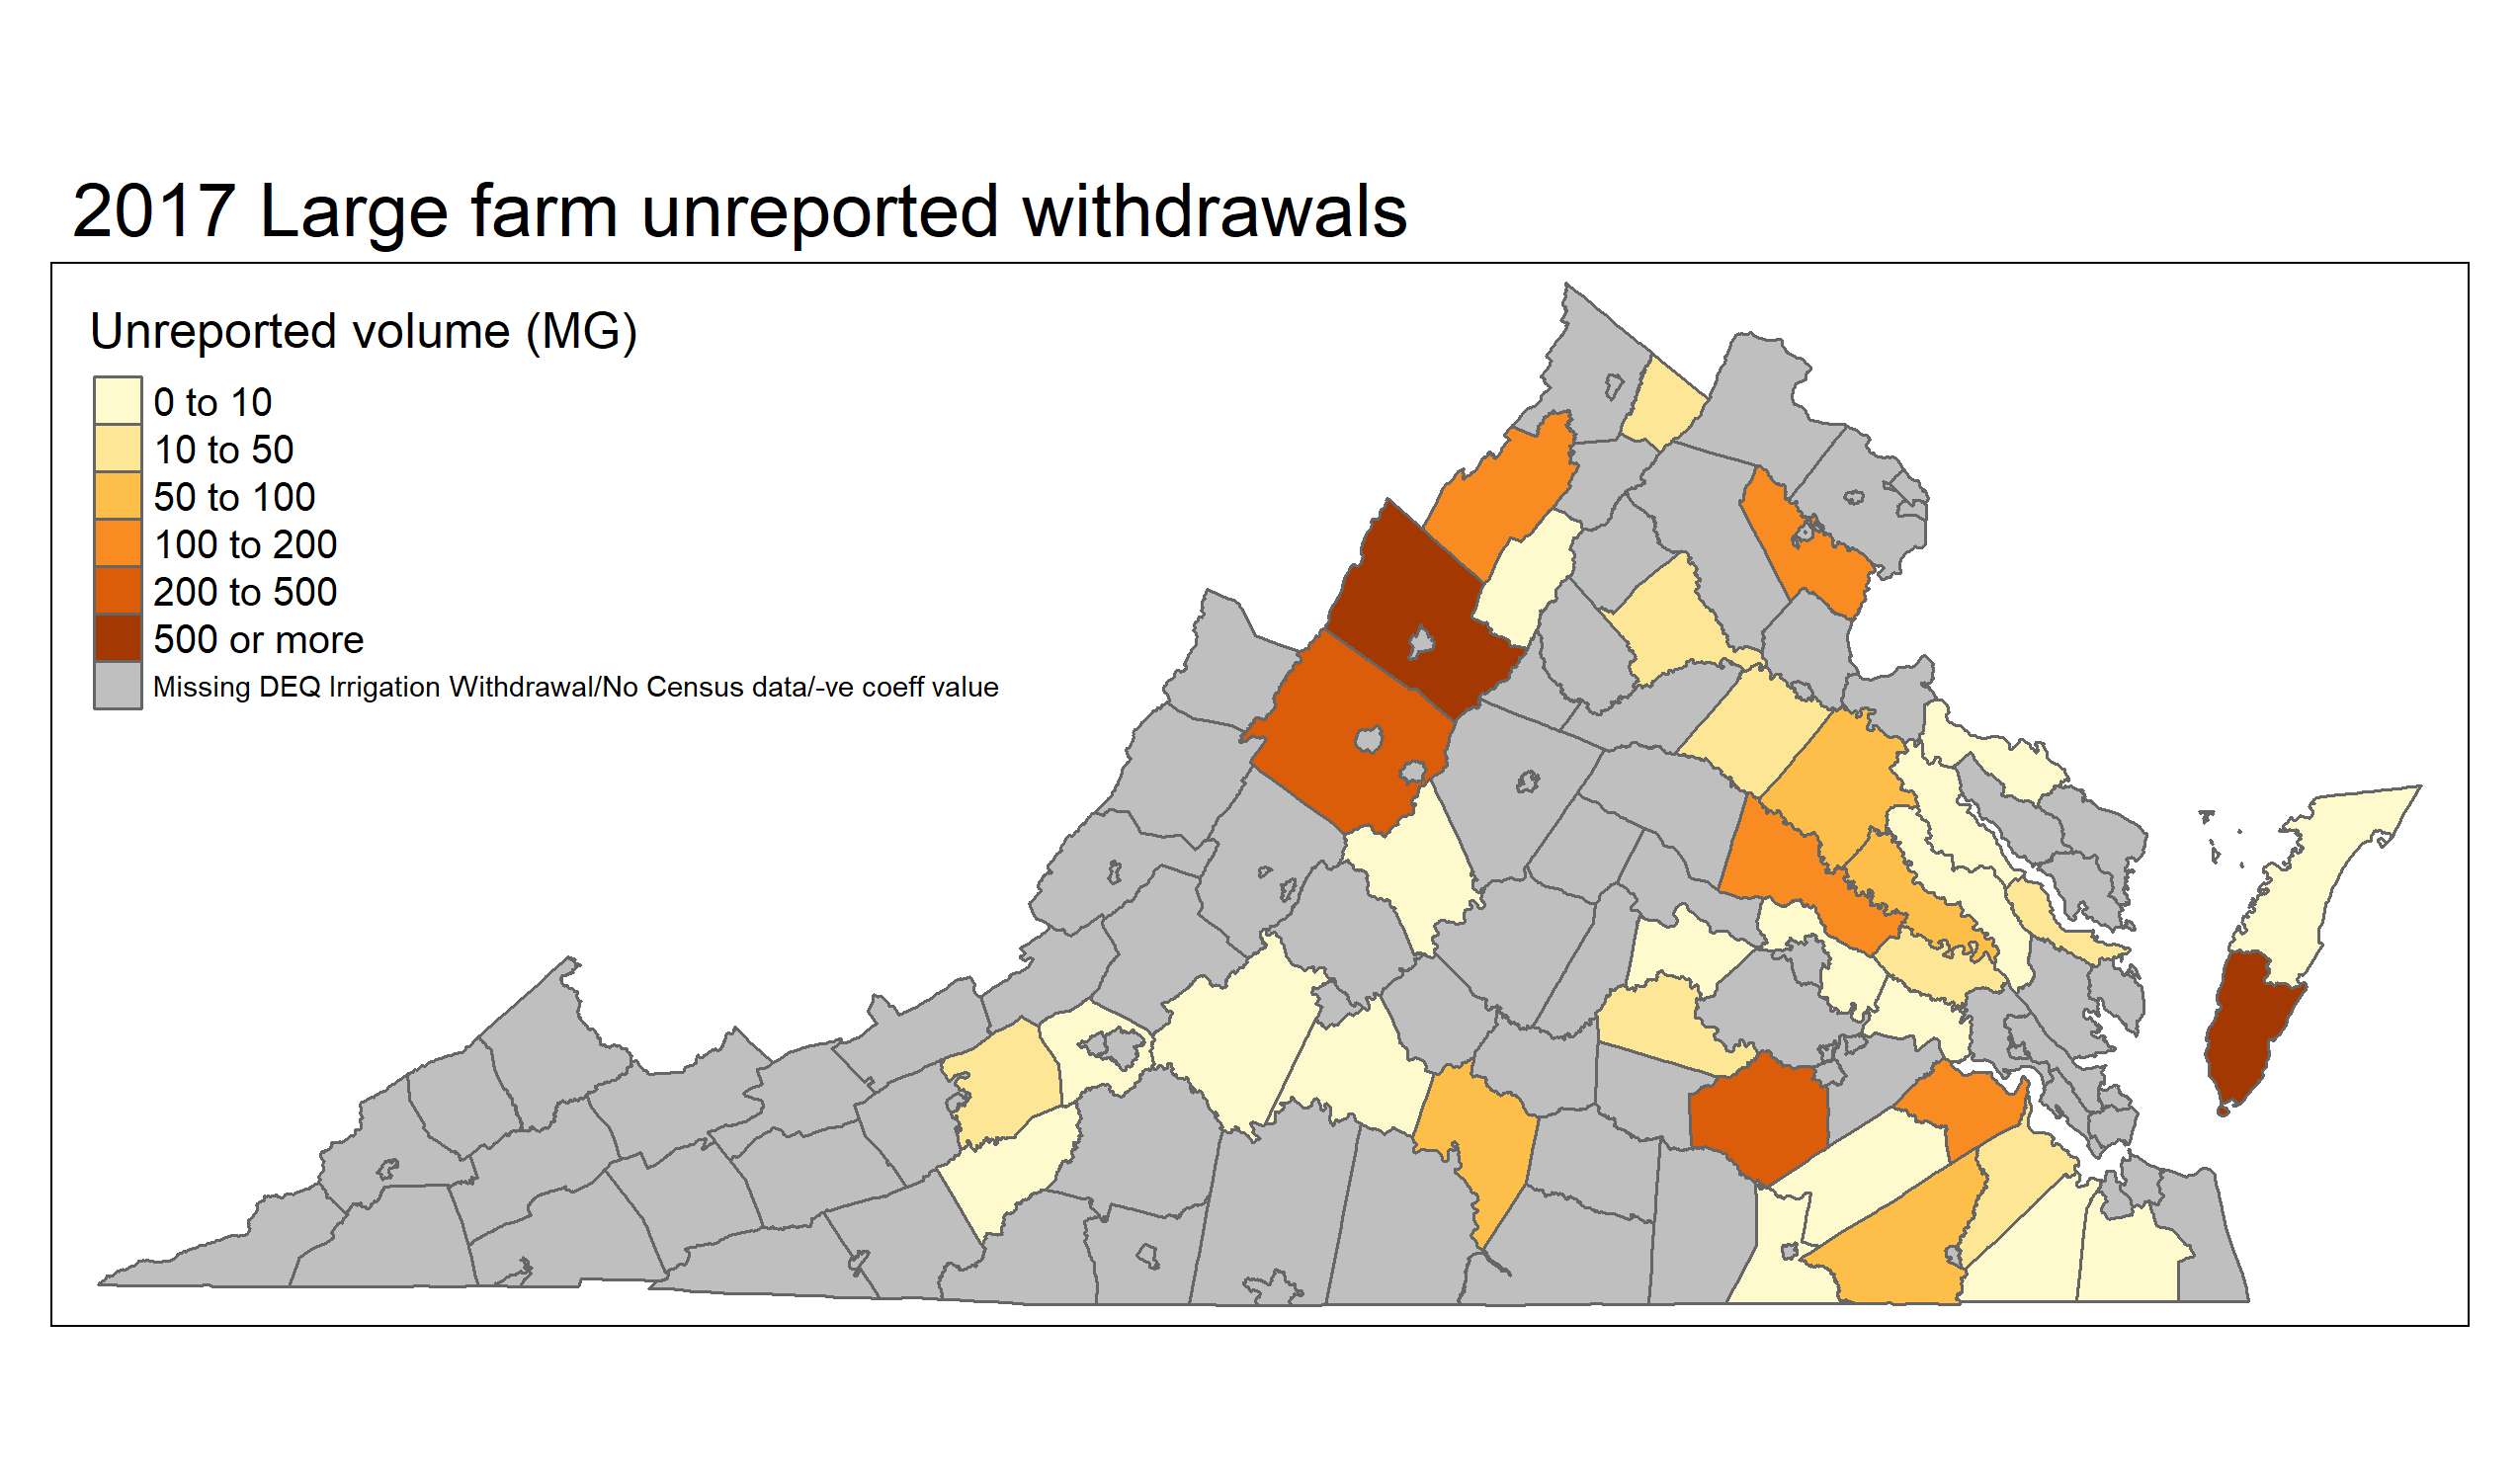 2017 Large farm unreported withdrawals
Unreported volume (MG)
0 to 10
10 to 50
50 to 100
100 to 200
200 to 500
500 or more
Missing DEQ Irrigation Withdrawal/No Census data/-ve coeff value